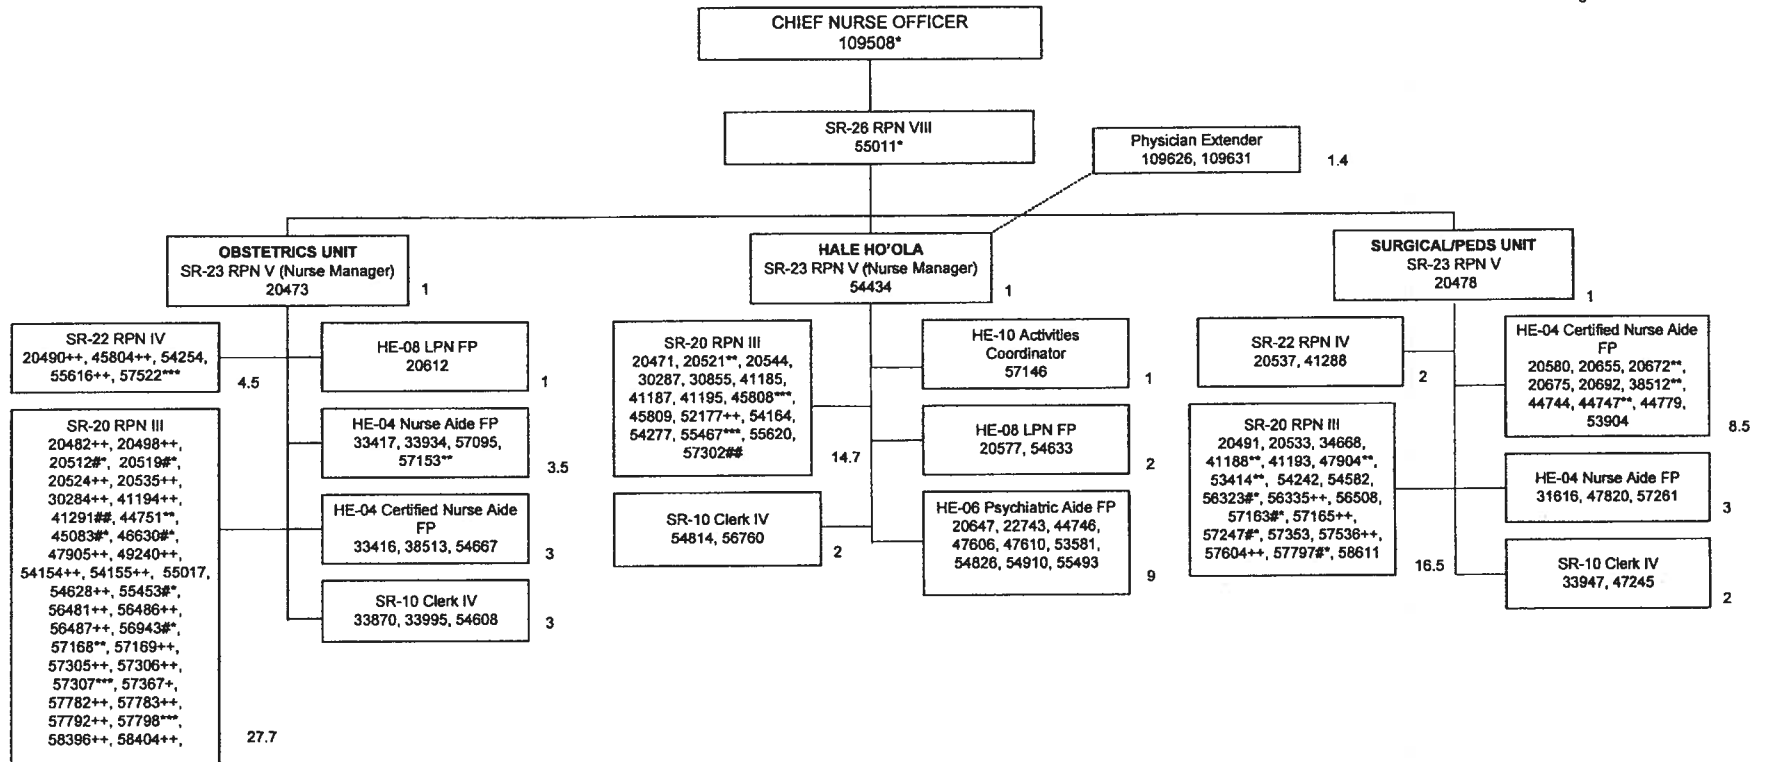 CHIEF NURSE OFFICER
109508*
SR-26 RPN VIII
55011*
Physician Extender
109626, 109631
1.4
OBSTETRICS UNIT
SR-23 RPN V (Nurse Manager)
20473
1
HALE HO'OLA
SR-23 RPN V (Nurse Manager)
54434
1
SURGICAL/PEDS UNIT
SR-23 RPN V
20478
1
SR-22 RPN IV
20490++, 45804++, 54254,
55616++, 57522***
4.5
HE-08 LPN FP
20612
1
SR-20 RPN III
20482++, 20498++,
20512#*, 20519#*,
20524++, 20535++,
30284++, 41194++,
41291##, 44751**,
45083#*, 46630#*,
47905++, 49240++,
54154++, 54155++, 55017,
54628++, 55453#*,
56481++, 56486++,
56487++, 56943#*,
57168**, 57169++,
57305++, 57306++,
57307***, 57367+,
57782++, 57783++,
57792++, 57798***,
58396++, 58404++,
27.7
HE-04 Nurse Aide FP
33417, 33934, 57095,
57153**
3.5
HE-04 Certified Nurse Aide
FP
33416, 38513, 54667
3
SR-10 Clerk IV
33870, 33995, 54608
3
SR-20 RPN III
20471, 20521**, 20544,
30287, 30855, 41185,
41187, 41195, 45808***,
45809, 52177++, 54164,
54277, 55467***, 55620,
57302##
14.7
SR-10 Clerk IV
54814, 56760
2
HE-10 Activities
Coordinator
57146
1
HE-08 LPN FP
20577, 54633
2
HE-06 Psychiatric Aide FP
20647, 22743, 44746,
47606, 47610, 53581,
54826, 54910, 55493
9
SR-22 RPN IV
20537, 41288
2
SR-20 RPN III
20491, 20533, 34668,
41188**, 41193, 47904**,
53414**, 54242, 54582,
56323#*, 56335++, 56508,
57163#*, 57165++,
57247#*, 57353, 57536++,
57604++, 57797#*, 58611
16.5
HE-04 Certified Nurse Aide
FP
20580, 20655, 20672**,
20675, 20692, 38512**,
44744, 44747**, 44779,
53904
8.5
HE-04 Nurse Aide FP
31616, 47820, 57261
3
SR-10 Clerk IV
33947, 47245
2